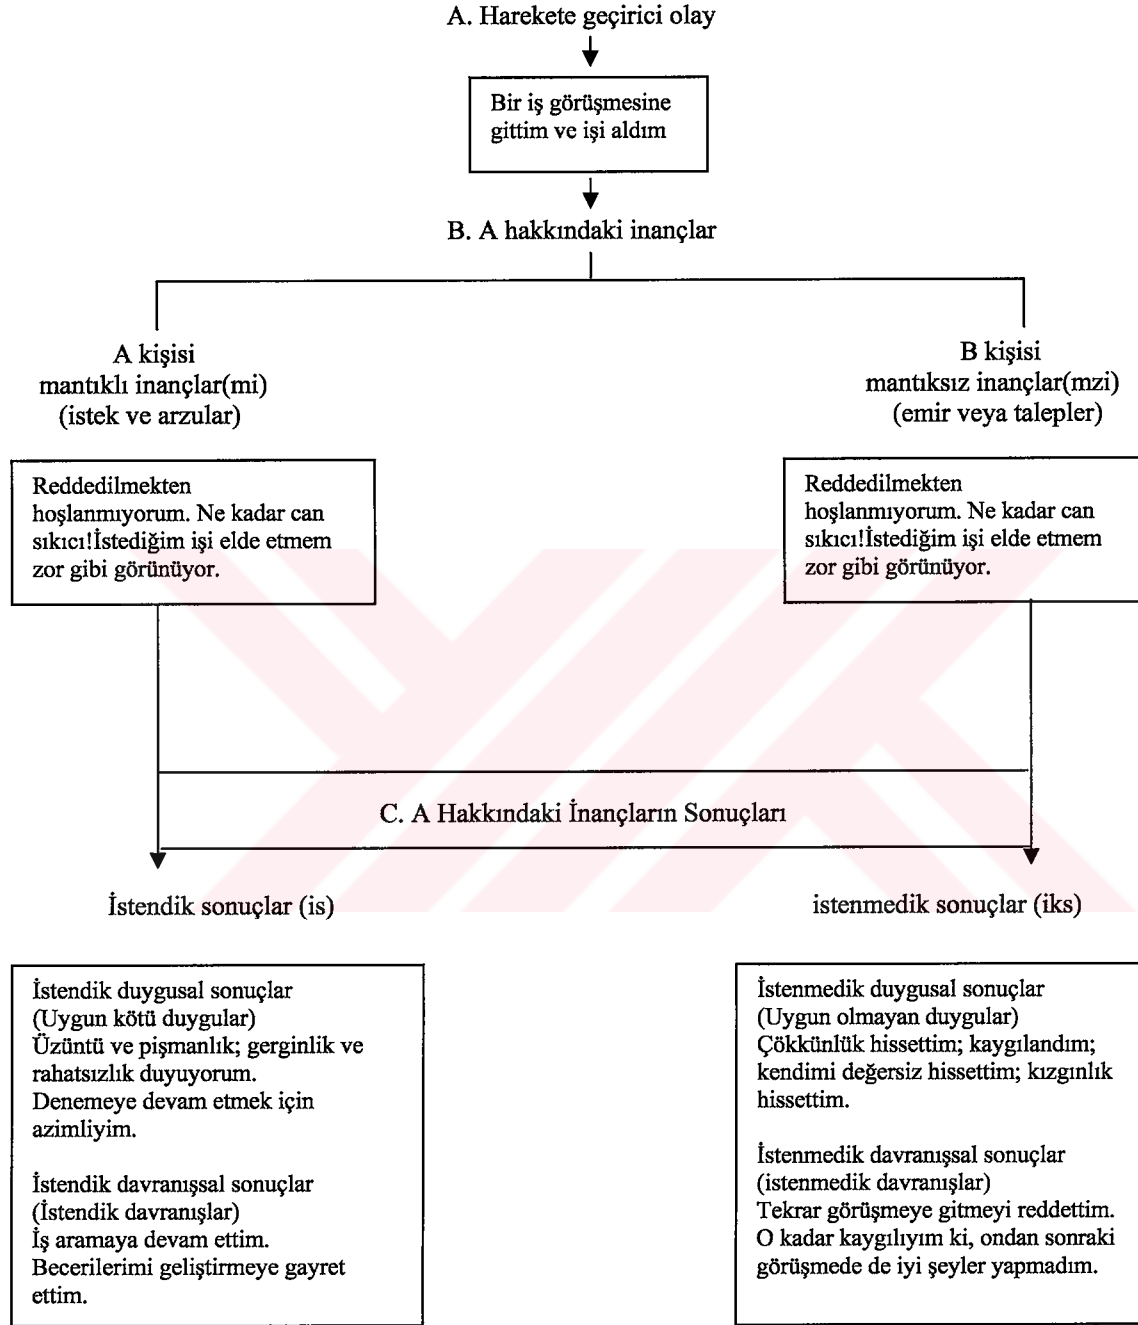 A. Harekete geçirici olay
Bir iş görüşmesine
gittim ve işi aldım
B. A hakkındaki inançlar
A kişisi
mantıklı inançlar(mi)
(istek ve arzular)
B kişisi
mantıksız inançlar(mzi)
(emir veya talepler)
Reddedilmekten
hoşlanmıyorum. Ne kadar can
sıkıcı!İstediğim işi elde etmem
zor gibi görünüyor.
Reddedilmekten
hoşlanmıyorum. Ne kadar can
sıkıcı!İstediğim işi elde etmem
zor gibi görünüyor.
C. A Hakkındaki İnançların Sonuçları
İstendik sonuçlar (is)
istenmedik sonuçlar (iks)
İstendik duygusal sonuçlar
(Uygun kötü duygular)
Üzüntü ve pişmanlık; gerginlik ve
rahatsızlık duyuyorum.
Denemeye devam etmek için
azimliyim.
İstendik davranışsal sonuçlar
(İstendik davranışlar)
İş aramaya devam ettim.
Becerilerimi geliştirmeye gayret
ettim.
İstenmedik duygusal sonuçlar
(Uygun olmayan duygular)
Çökkünlük hissettim; kaygılandım;
kendimi değersiz hissettim; kızgınlık
hissettim.
İstenmedik davranışsal sonuçlar
(istenmedik davranışlar)
Tekrar görüşmeye gitmeyi reddettim.
O kadar kaygılıyım ki, ondan sonraki
görüşmede de iyi şeyler yapmadım.